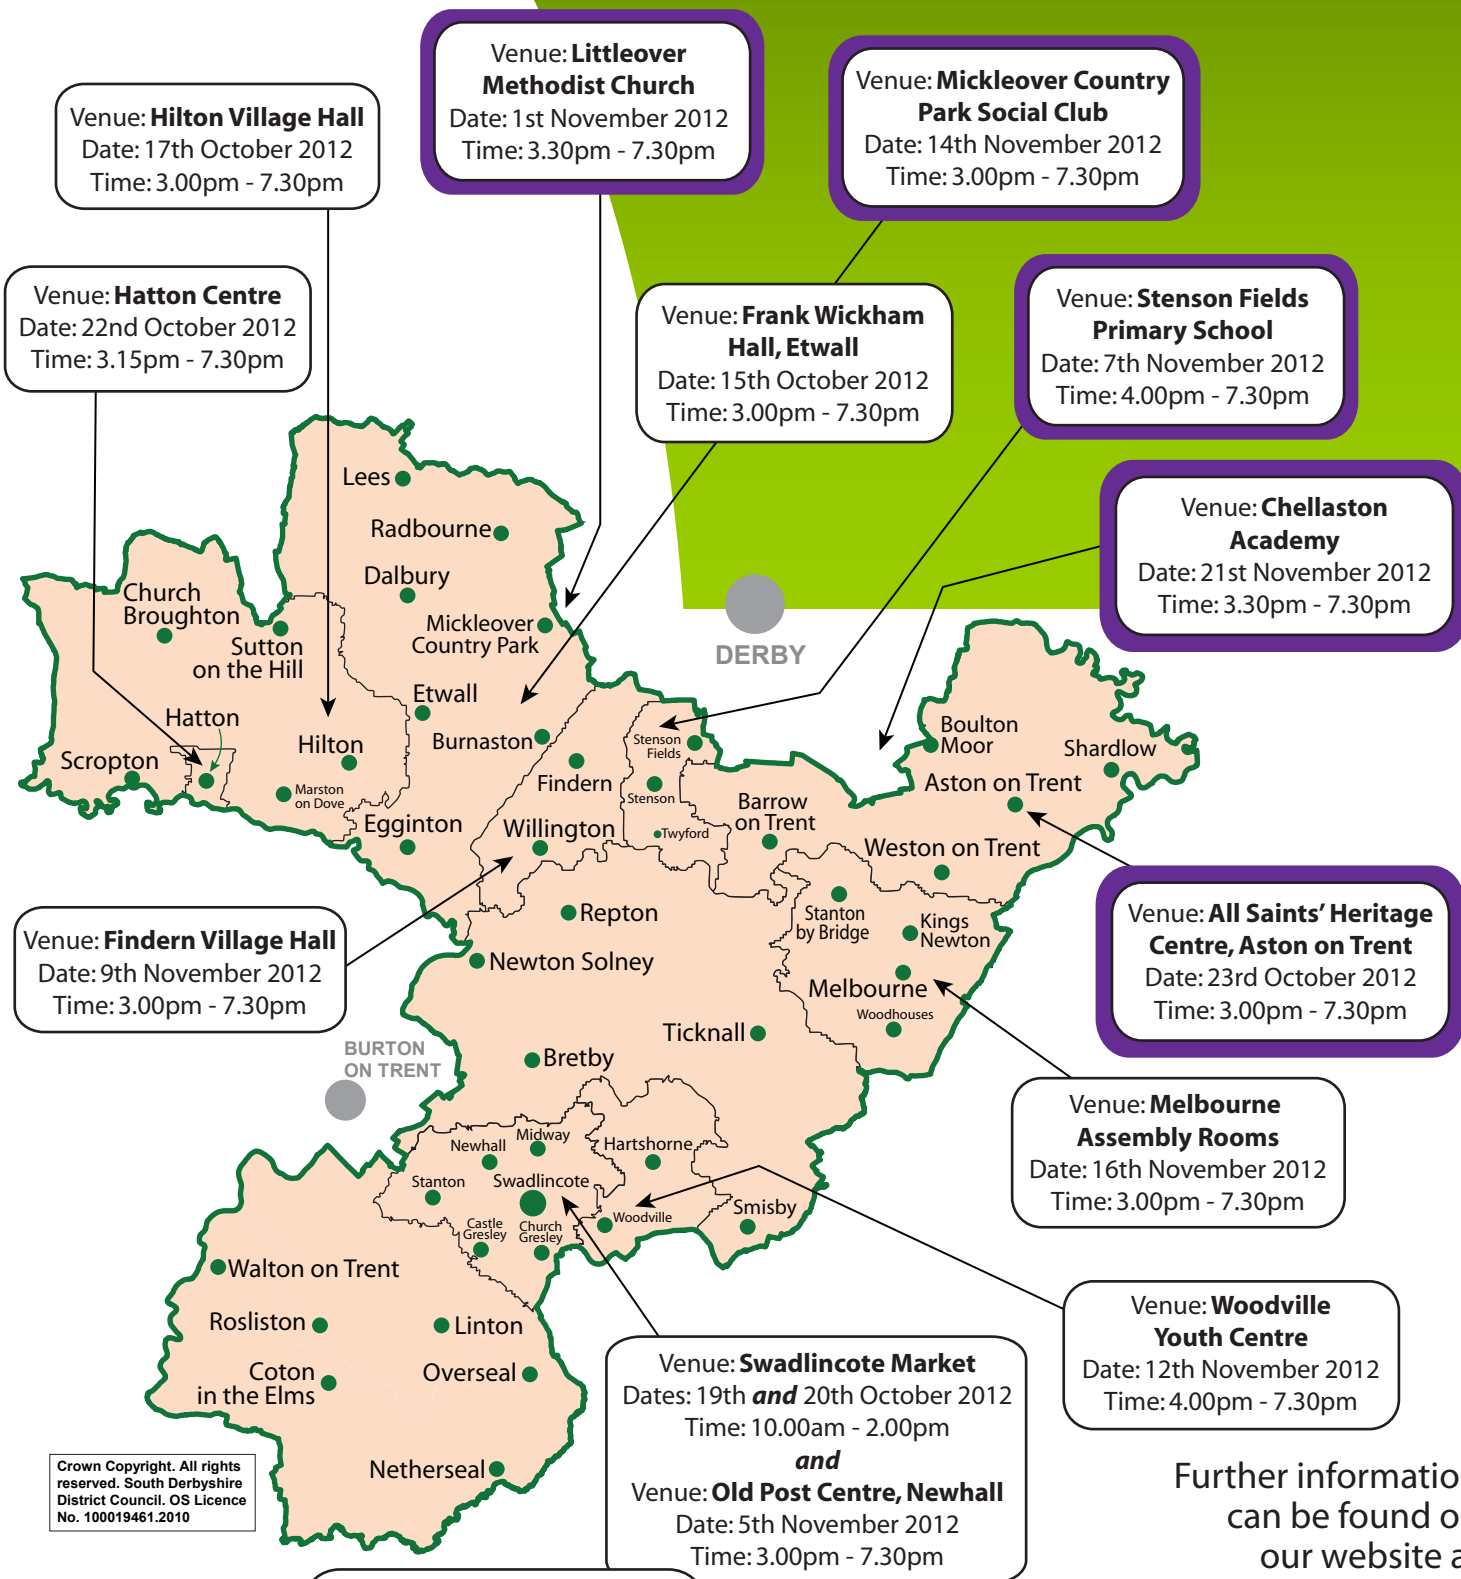 Venue: Littleover
Methodist Church
Date: 1st November 2012
Time: 3.30pm - 7.30pm
Venue: Mickleover Country
Park Social Club
Date: 14th November 2012
Time: 3.00pm - 7.30pm
Venue: Hilton Village Hall
Date: 17th October 2012
Time: 3.00pm - 7.30pm
Venue: Hatton Centre
Date: 22nd October 2012
Time: 3.15pm - 7.30pm
Venue: Frank Wickham
Hall, Etwall
Date: 15th October 2012
Time: 3.00pm - 7.30pm
Venue: Stenson Fields
Primary School
Date: 7th November 2012
Time: 4.00pm - 7.30pm
Venue: Chellaston
Academy
Date: 21st November 2012
Time: 3.30pm - 7.30pm
Lees
Radbourne
Dalbury
Church
Broughton
Sutton
on the Hill
Mickleover
Country Park
DERBY
Etwall
Hatton
Burnaston
Hilton
Scropton
Marston
on Dove
Egginton
Findern
Willington
Stenson
Fields
Stenson
Twyford
Barrow
on Trent
Boulton
Moor
Shardlow
Aston on Trent
Weston on Trent
Venue: Findern Village Hall
Date: 9th November 2012
Time: 3.00pm - 7.30pm
Repton
Newton Solney
Stanton
by Bridge
Kings
Newton
Melbourne
Woodhouses
Venue: All Saints' Heritage
Centre, Aston on Trent
Date: 23rd October 2012
Time: 3.00pm - 7.30pm
Ticknall
BURTON
ON TRENT
Bretby
Venue: Melbourne
Assembly Rooms
Date: 16th November 2012
Time: 3.00pm - 7.30pm
Newhall
Midway
Hartshorne
Stanton
Swadlincote
Castle
Gresley
Church
Gresley
Woodville
Smisby
Walton on Trent
Rosliston
Linton
Coton
in the Elms
Overseal
Netherseal
Venue: Woodville
Youth Centre
Date: 12th November 2012
Time: 4.00pm - 7.30pm
Venue: Swadlincote Market
Dates: 19th and 20th October 2012
Time: 10.00am - 2.00pm
and
Venue: Old Post Centre, Newhall
Date: 5th November 2012
Time: 3.00pm - 7.30pm
Crown Copyright. All rights
reserved. South Derbyshire
District Council. OS Licence
No. 100019461.2010
Further informatio
can be found o
our website a